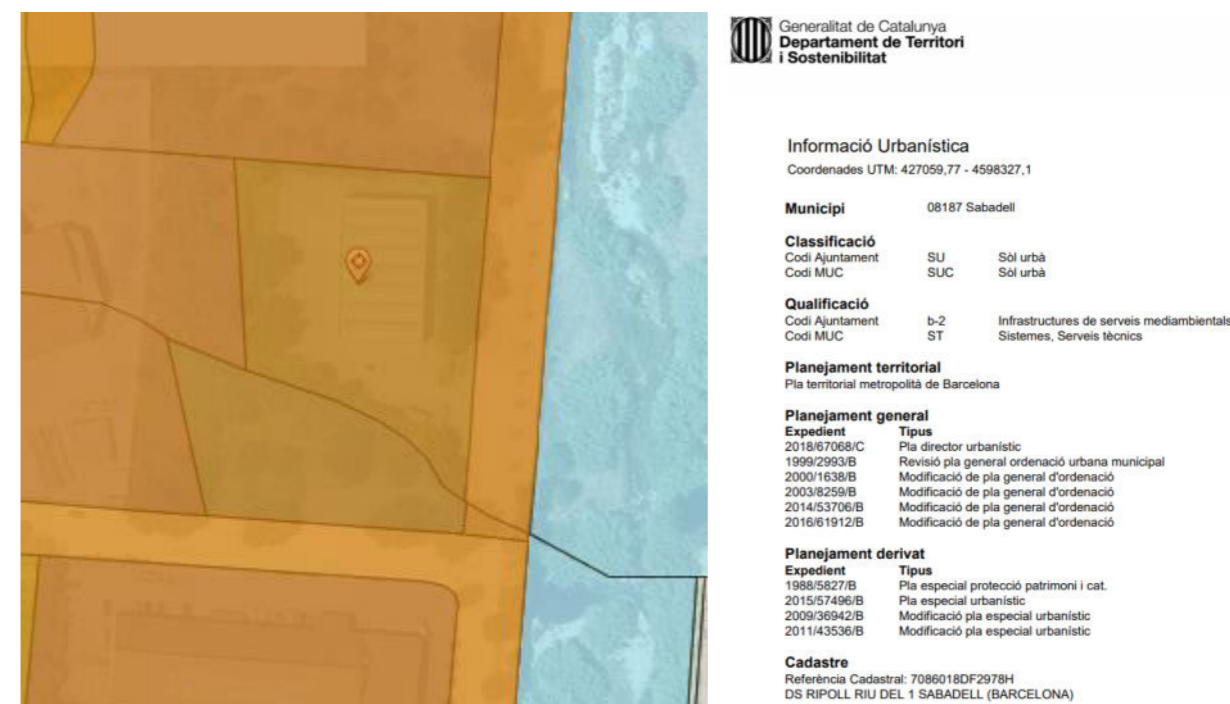 Generalitat de Catalunya
Departament de Territori
i Sostenibilitat
Informació Urbanística
Coordenades UTM: 427059,77 - 4598327,1
Municipi 08187 Sabadell
Classificació
Codi Ajuntament SU Sòl urbà
Codi MUC SUC Sòl urbà
Qualificació
Codi Ajuntament b-2 Infrastructures de serveis mediambientals
Codi MUC ST Sistemes, Serveis tècnics
Planejament territorial
Pla territorial metropolità de Barcelona
Planejament general
Expedient Tipus
2018/67068/C Pla director urbanístic
1999/2993/B Revisió pla general ordenació urbana municipal
2000/1638/B Modificació de pla general d'ordenació
2003/8259/B Modificació de pla general d'ordenació
2014/53706/B Modificació de pla general d'ordenació
2016/61912/B Modificació de pla general d'ordenació
Planejament derivat
Expedient Tipus
1988/5827/B Pla especial protecció patrimoni i cat.
2015/57496/B Pla especial urbanístic
2009/36942/B Modificació pla especial urbanístic
2011/43536/B Modificació pla especial urbanístic
Cadastre
Referència Cadastral: 7086018DF2978H
DS RIPOLL RIU DEL 1 SABADELL (BARCELONA)